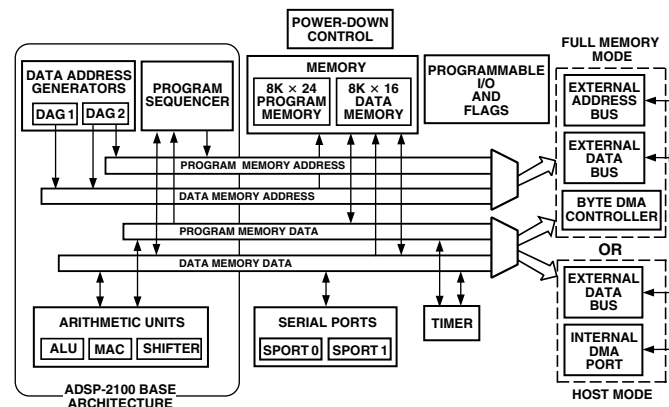 POWER-DOWN
CONTROL
FULL MEMORY
MODE
DATA ADDRESS
GENERATORS
DAG 1
DAG 2
PROGRAM
SEQUENCER
MEMORY
8K × 24
PROGRAM
MEMORY
8K × 16
DATA
MEMORY
PROGRAMMABLE
I/O
AND
FLAGS
EXTERNAL
ADDRESS
BUS
EXTERNAL
DATA
BUS
BYTE DMA
CONTROLLER
OR
PROGRAM MEMORY ADDRESS
DATA MEMORY ADDRESS
PROGRAM MEMORY DATA
DATA MEMORY DATA
EXTERNAL
DATA
BUS
INTERNAL
DMA
PORT
HOST MODE
ARITHMETIC UNITS
ALU
MAC
SHIFTER
SERIAL PORTS
SPORT 0
SPORT 1
TIMER
ADSP-2100 BASE
ARCHITECTURE